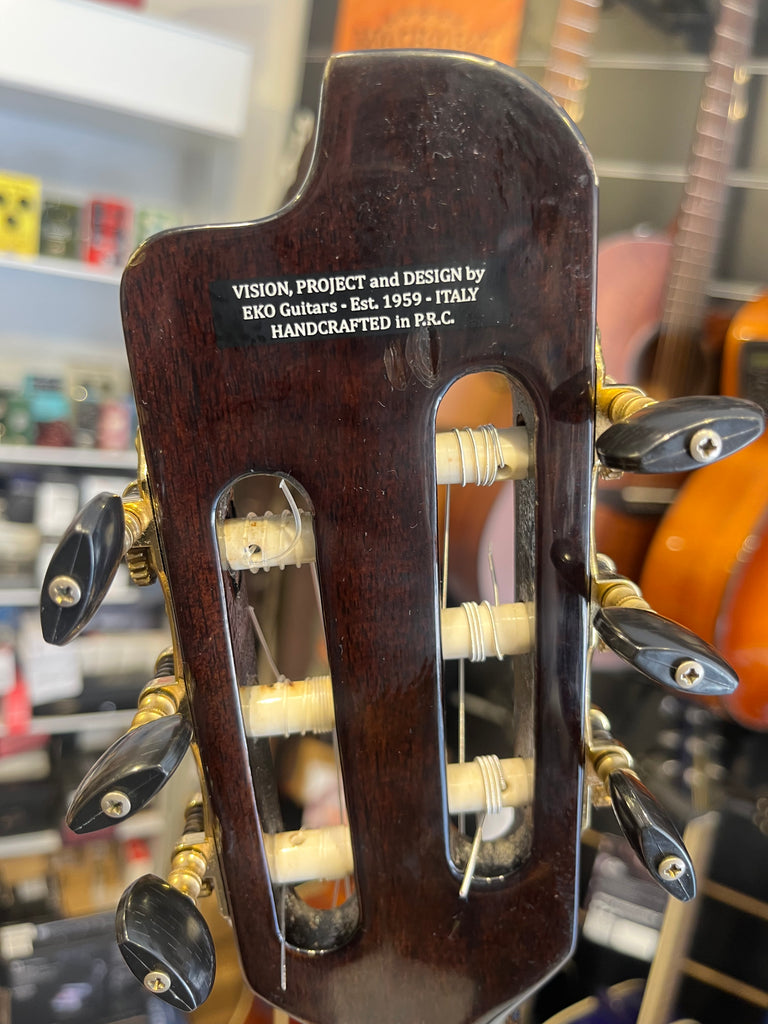 VISION, PROJECT and DESIGN by
EKO Guitars - Est. 1959 - ITALY
HANDCRAFTED in P.R.C.